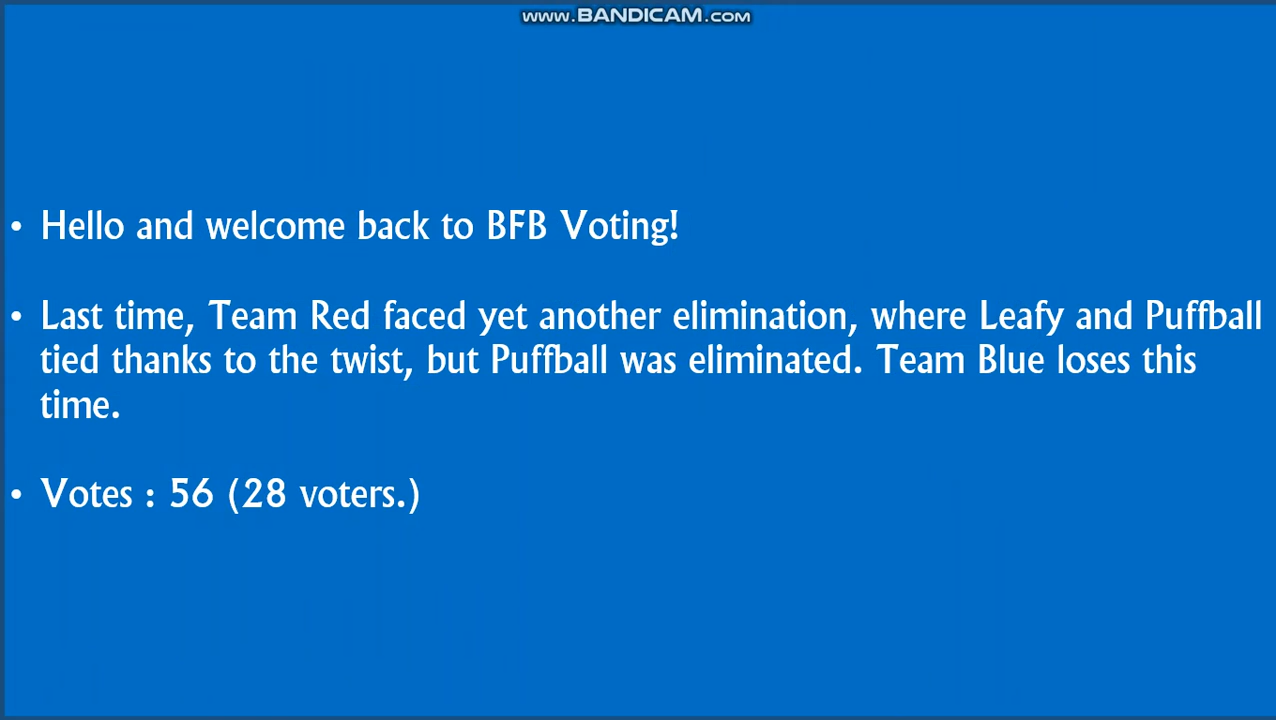 www.BANDICAM.com
• Hello and welcome back to BFB Voting!
• Last time, Team Red faced yet another elimination, where Leafy and Puffball
tied thanks to the twist, but Puffball was eliminated. Team Blue loses this
time.
• Votes : 56 (28 voters.)